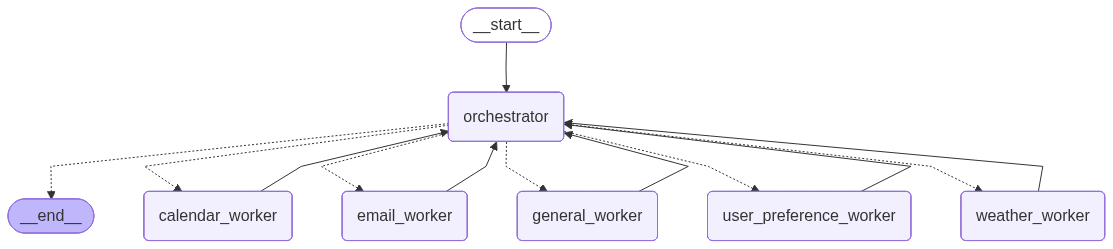 __start__
orchestrator
__end__
calendar_worker
email_worker
general_worker
user_preference_worker
weather_worker